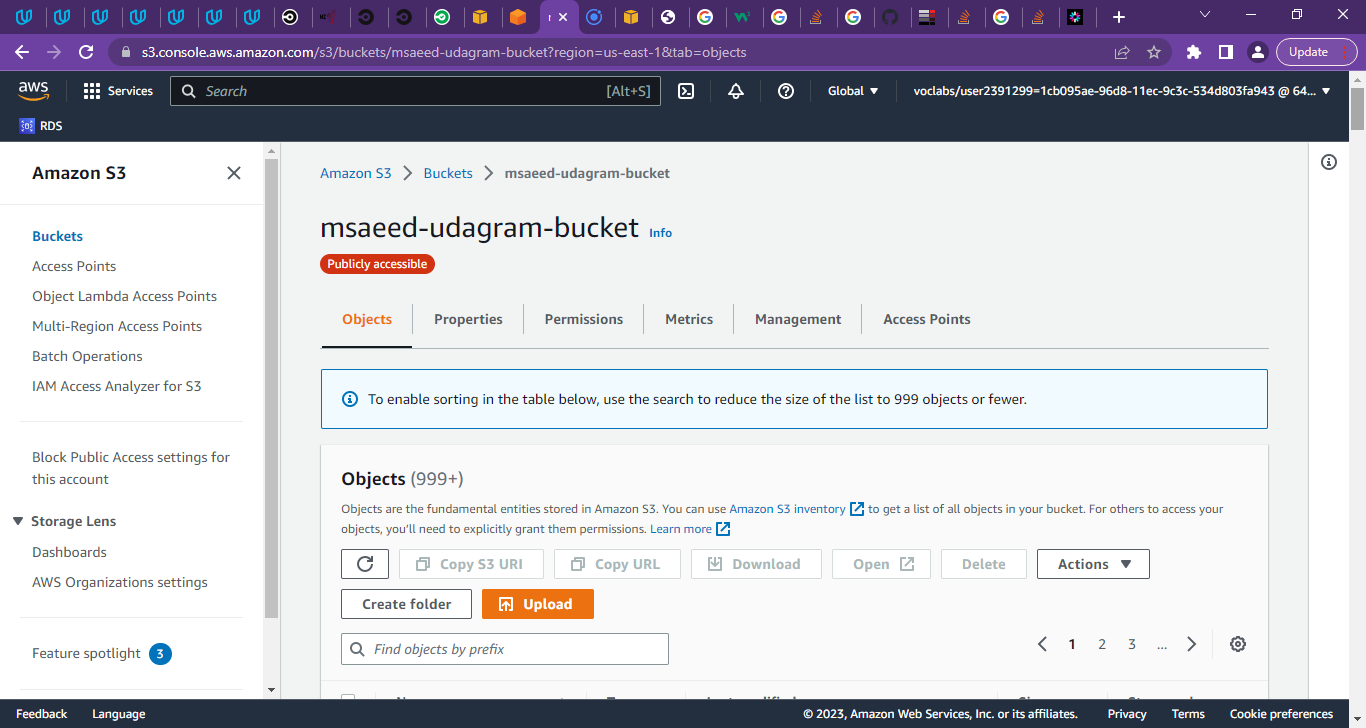 s3.console.aws.amazon.com/s3/buckets/msaeed-udagram-bucket?region=us-east-1&tab=objects
Update
aws
Services
Search
[Alt+S]
Global
voclabs/user2391299=1cb095ae-96d8-11ec-9c3c-534d803fa943 @ 64...
RDS
Amazon S3
Buckets
Access Points
Object Lambda Access Points
Multi-Region Access Points
Batch Operations
IAM Access Analyzer for S3
Block Public Access settings for
this account
Storage Lens
Dashboards
AWS Organizations settings
Feature spotlight 3
Amazon S3 > Buckets > msaeed-udagram-bucket
msaeed-udagram-bucket Info
Publicly accessible
Objects
Properties
Permissions
Metrics
Management
Access Points
To enable sorting in the table below, use the search to reduce the size of the list to 999 objects or fewer.
Objects (999+)
Objects are the fundamental entities stored in Amazon S3. You can use Amazon S3 inventory to get a list of all objects in your bucket. For others to access your
objects, you'll need to explicitly grant them permissions. Learn more
Copy S3 URI
Copy URL
Download
Open
Delete
Actions
Create folder
Upload
Find objects by prefix
1 2 3 ...
Feedback
Language
© 2023, Amazon Web Services, Inc. or its affiliates.
Privacy
Terms
Cookie preferences